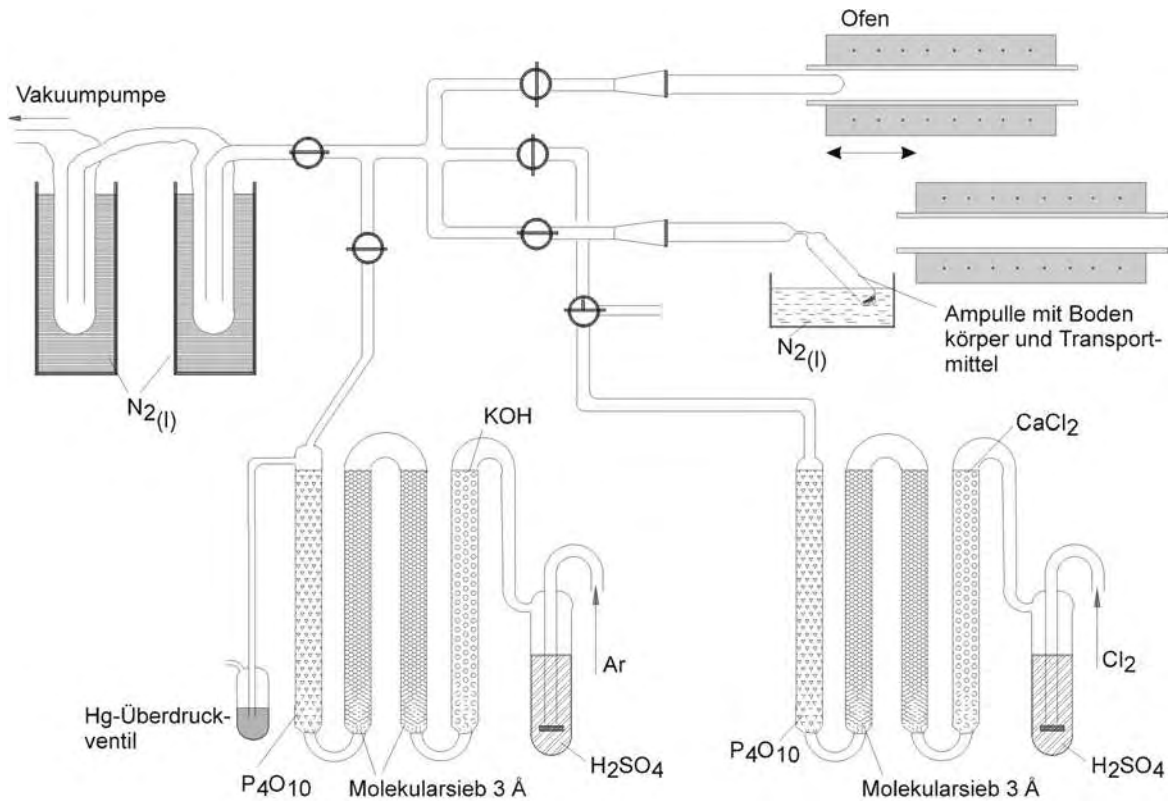 Ofen
Vakuumpumpe
N2(l)
N2(l)
Ampulle mit Boden
körper und Transport-
mittel
KOH
CaCl2
Ar
Cl2
Hg-Überdruck-
ventil
P4O10
Molekularsieb 3 Å
H2SO4
P4O10
Molekularsieb 3 Å
H2SO4